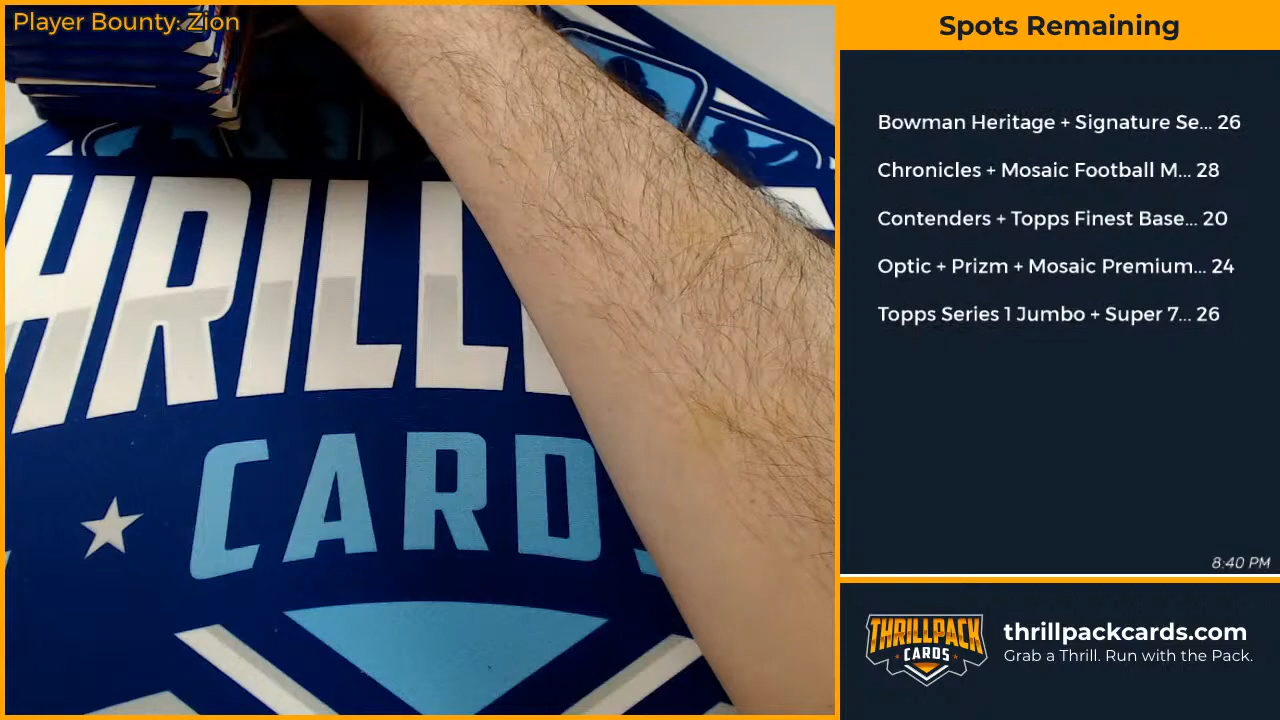 Player Bounty: Zion
Spots Remaining
Bowman Heritage + Signature Se... 26
Chronicles + Mosaic Football M... 28
Contenders + Topps Finest Base... 20
Optic + Prizm + Mosaic Premium... 24
Topps Series 1 Jumbo + Super 7... 26
8:40 PM
HRILL
CARDS
THRILLPACK
CARDS
thrillpackcards.com
Grab a Thrill. Run with the Pack.